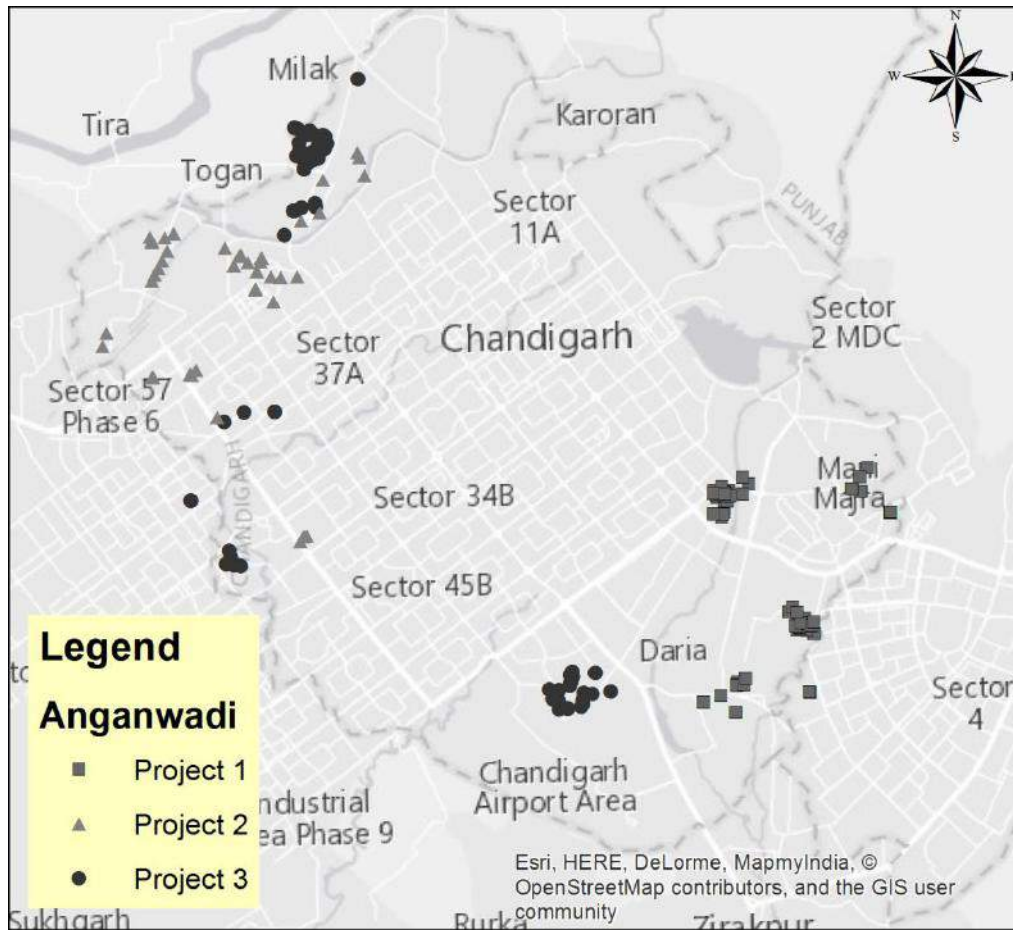 N
W
E
S
Milak
Tira
Karoran
Togan
Sector
11A
PUNJAB
Sector
2 MDC
Chandigarh
Sector
37A
Sector 57
Phase 6
CHANDIGARH
Mani
Majra
Sector 34B
Sector 45B
Daria
Sector
4
Legend
Anganwadi
Project 1
Project 2
Project 3
Chandigarh
Airport Area
ndustrial
ea Phase 9
Esri, HERE, DeLorme, MapmyIndia, ©
OpenStreetMap contributors, and the GIS user
community
Sukhgarh
Rurka
Zirakpur